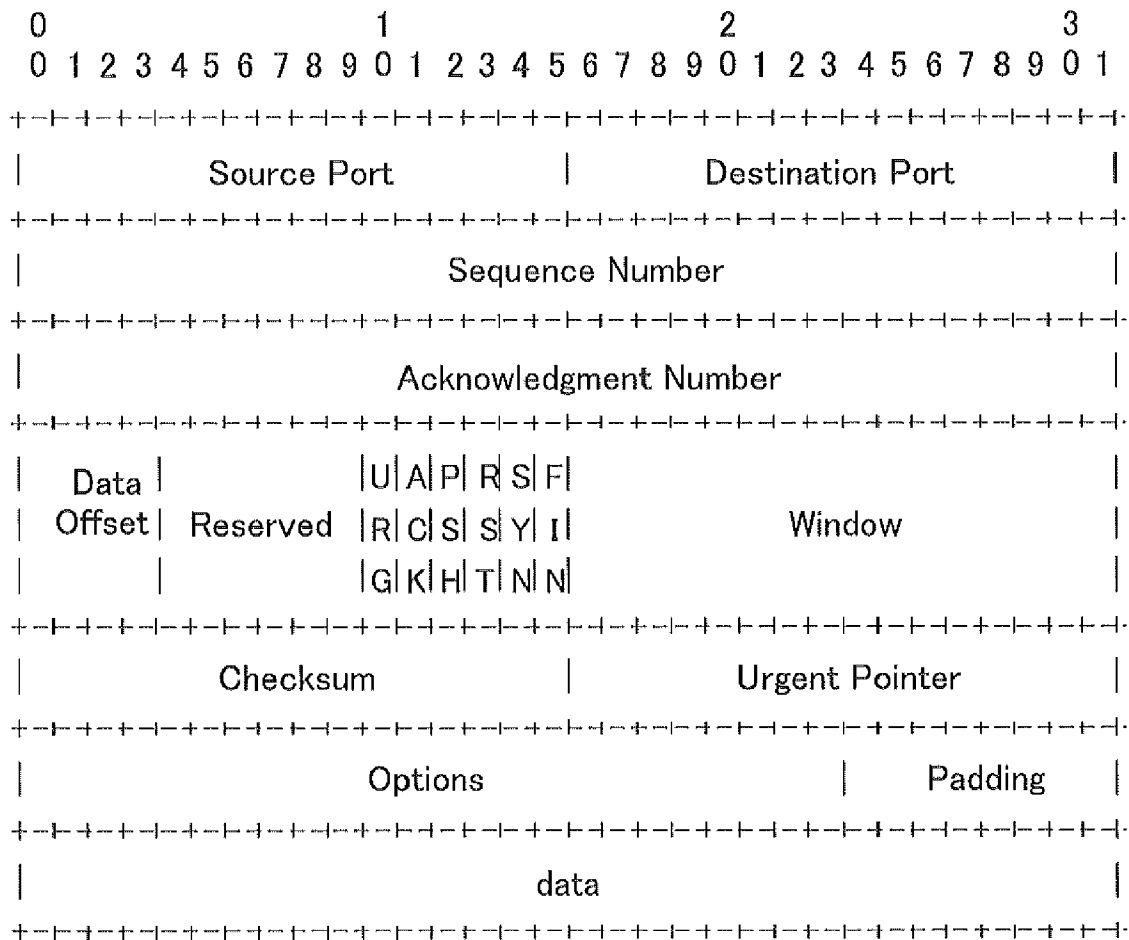 0 1 2 3
0 1 2 3 4 5 6 7 8 9 0 1 2 3 4 5 6 7 8 9 0 1 2 3 4 5 6 7 8 9 0 1
+-+-+-+-+-+-+-+-+-+-+-+-+-+-+-+-+-+-+-+-+-+-+-+-+-+-+-+-+-+-+-+-+
| Source Port | Destination Port |
+-+-+-+-+-+-+-+-+-+-+-+-+-+-+-+-+-+-+-+-+-+-+-+-+-+-+-+-+-+-+-+-+
| Sequence Number |
+-+-+-+-+-+-+-+-+-+-+-+-+-+-+-+-+-+-+-+-+-+-+-+-+-+-+-+-+-+-+-+-+
| Acknowledgment Number |
+-+-+-+-+-+-+-+-+-+-+-+-+-+-+-+-+-+-+-+-+-+-+-+-+-+-+-+-+-+-+-+-+
| Data | |U|A|P|R|S|F| |
| Offset| Reserved |R|C|S|S|Y|I| Window |
| | |G|K|H|T|N|N| |
+-+-+-+-+-+-+-+-+-+-+-+-+-+-+-+-+-+-+-+-+-+-+-+-+-+-+-+-+-+-+-+-+
| Checksum | Urgent Pointer |
+-+-+-+-+-+-+-+-+-+-+-+-+-+-+-+-+-+-+-+-+-+-+-+-+-+-+-+-+-+-+-+-+
| Options | Padding |
+-+-+-+-+-+-+-+-+-+-+-+-+-+-+-+-+-+-+-+-+-+-+-+-+-+-+-+-+-+-+-+-+
| data |
+-+-+-+-+-+-+-+-+-+-+-+-+-+-+-+-+-+-+-+-+-+-+-+-+-+-+-+-+-+-+-+-+